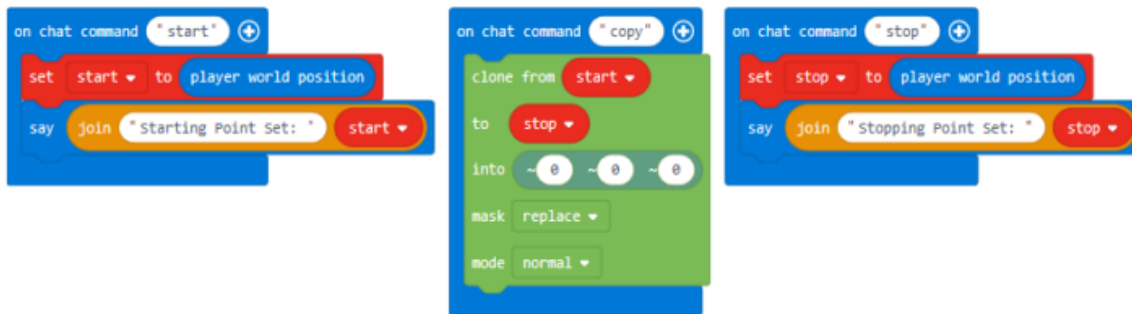 on chat command "start"
set start to player world position
say join "Starting Point Set: " start
on chat command "copy"
clone from start
to stop
into ~0 ~0 ~0
mask replace
mode normal
on chat command "stop"
set stop to player world position
say join "Stopping Point Set: " stop